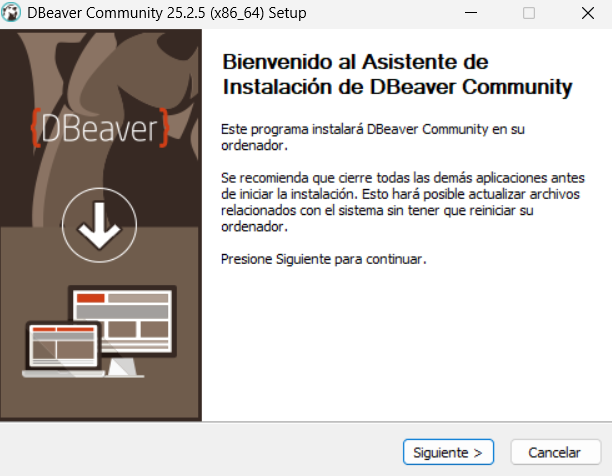 DBeaver Community 25.2.5 (x86_64) Setup
{DBeaver}
Bienvenido al Asistente de
Instalación de DBeaver Community
Este programa instalará DBeaver Community en su
ordenador.
Se recomienda que cierre todas las demás aplicaciones antes
de iniciar la instalación. Esto hará posible actualizar archivos
relacionados con el sistema sin tener que reiniciar su
ordenador.
Presione Siguiente para continuar.
Siguiente >
Cancelar